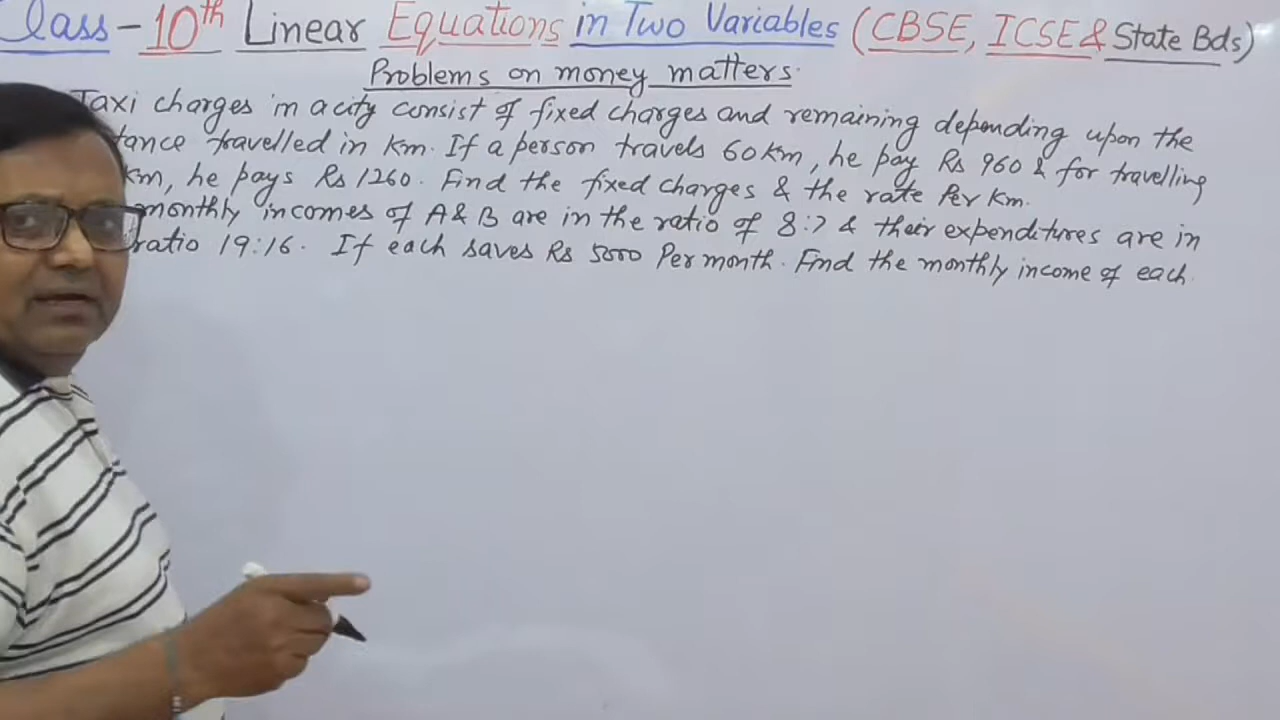 Class - 10th Linear Equations in Two Variables (CBSE, ICSE & State Bds)
Problems on money matters.
Taxi charges in a city consist of fixed charges and remaining depending upon the
tance travelled in km. If a person travels 60 km, he pay Rs 960 & for travelling
km, he pays Rs 1260. Find the fixed charges & the rate Per Km.
monthly incomes of A & B are in the ratio of 8:7 & their expenditures are in
ratio 19:16. If each saves Rs 5000 Per month. Find the monthly income of each.